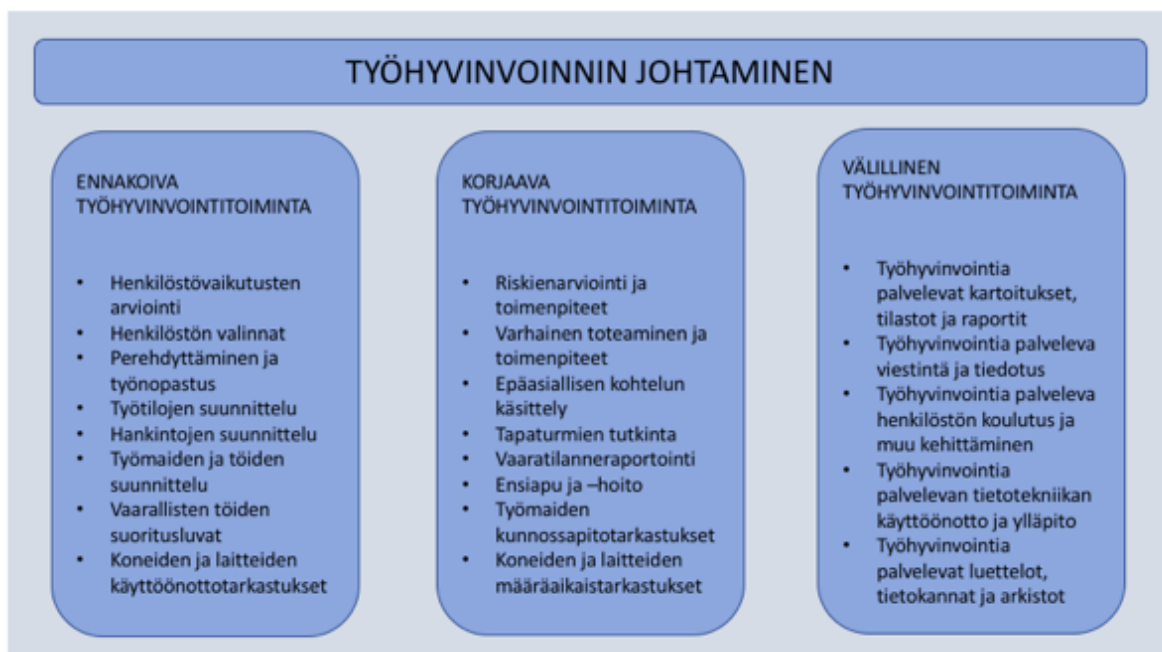 TYÖHYVINVOINNIN JOHTAMINEN
ENNAKOIVA
TYÖHYVINVOINTITOIMINTA
• Henkilöstövaikutusten
arviointi
• Henkilöstön valinnat
• Perehdyttäminen ja
työnopastus
• Työtilojen suunnittelu
• Hankintojen suunnittelu
• Työmaiden ja töiden
suunnittelu
• Vaarallisten töiden
suoritusluvat
• Koneiden ja laitteiden
käyttöönottotarkastukset
KORJAAVA
TYÖHYVINVOINTITOIMINTA
• Riskienarviointi ja
toimenpiteet
• Varhainen toteaminen ja
toimenpiteet
• Epäasiallisen kohtelun
käsittely
• Tapaturmien tutkinta
• Vaaratilanneraportointi
• Ensiapu ja –hoito
• Työmaiden
kunnossapitotarkastukset
• Koneiden ja laitteiden
määräaikaistarkastukset
VÄLILLINEN
TYÖHYVINVOINTITOIMINTA
• Työhyvinvointia
palvelevat kartoitukset,
tilastot ja raportit
• Työhyvinvointia palveleva
viestintä ja tiedotus
• Työhyvinvointia palveleva
henkilöstön koulutus ja
muu kehittäminen
• Työhyvinvointia
palvelevan tietotekniikan
käyttöönotto ja ylläpito
• Työhyvinvointia
palvelevat luettelot,
tietokannat ja arkistot